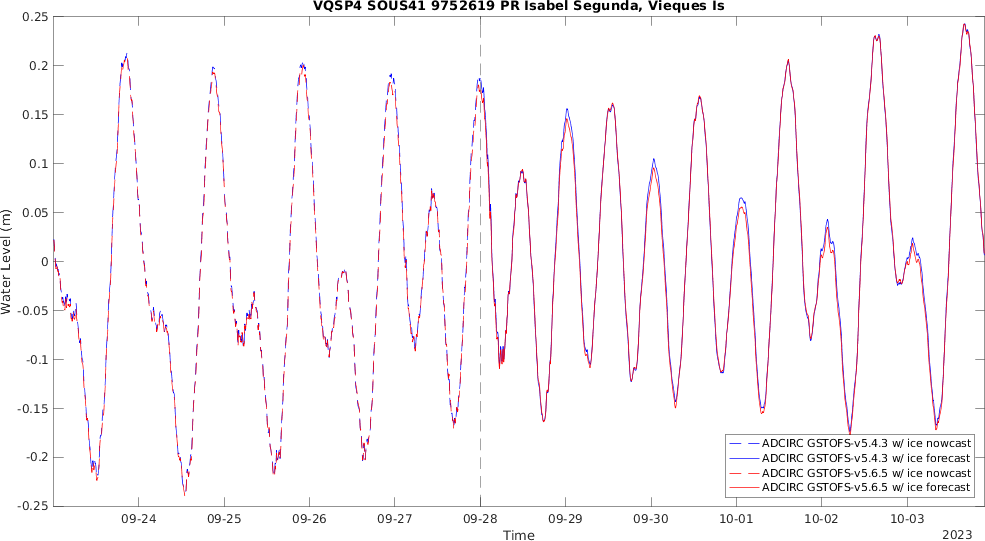 VQSP4 SOUS41 9752619 PR Isabel Segunda, Vieques Is
0.25
0.2
0.15
0.1
0.05
0
-0.05
-0.1
-0.15
-0.2
-0.25
Water Level (m)
ADCIRC GSTOFS-v5.4.3 w/ ice nowcast
ADCIRC GSTOFS-v5.4.3 w/ ice forecast
ADCIRC GSTOFS-v5.6.5 w/ ice nowcast
ADCIRC GSTOFS-v5.6.5 w/ ice forecast
09-24 09-25 09-26 09-27 09-28 09-29 09-30 10-01 10-02 10-03
Time
2023